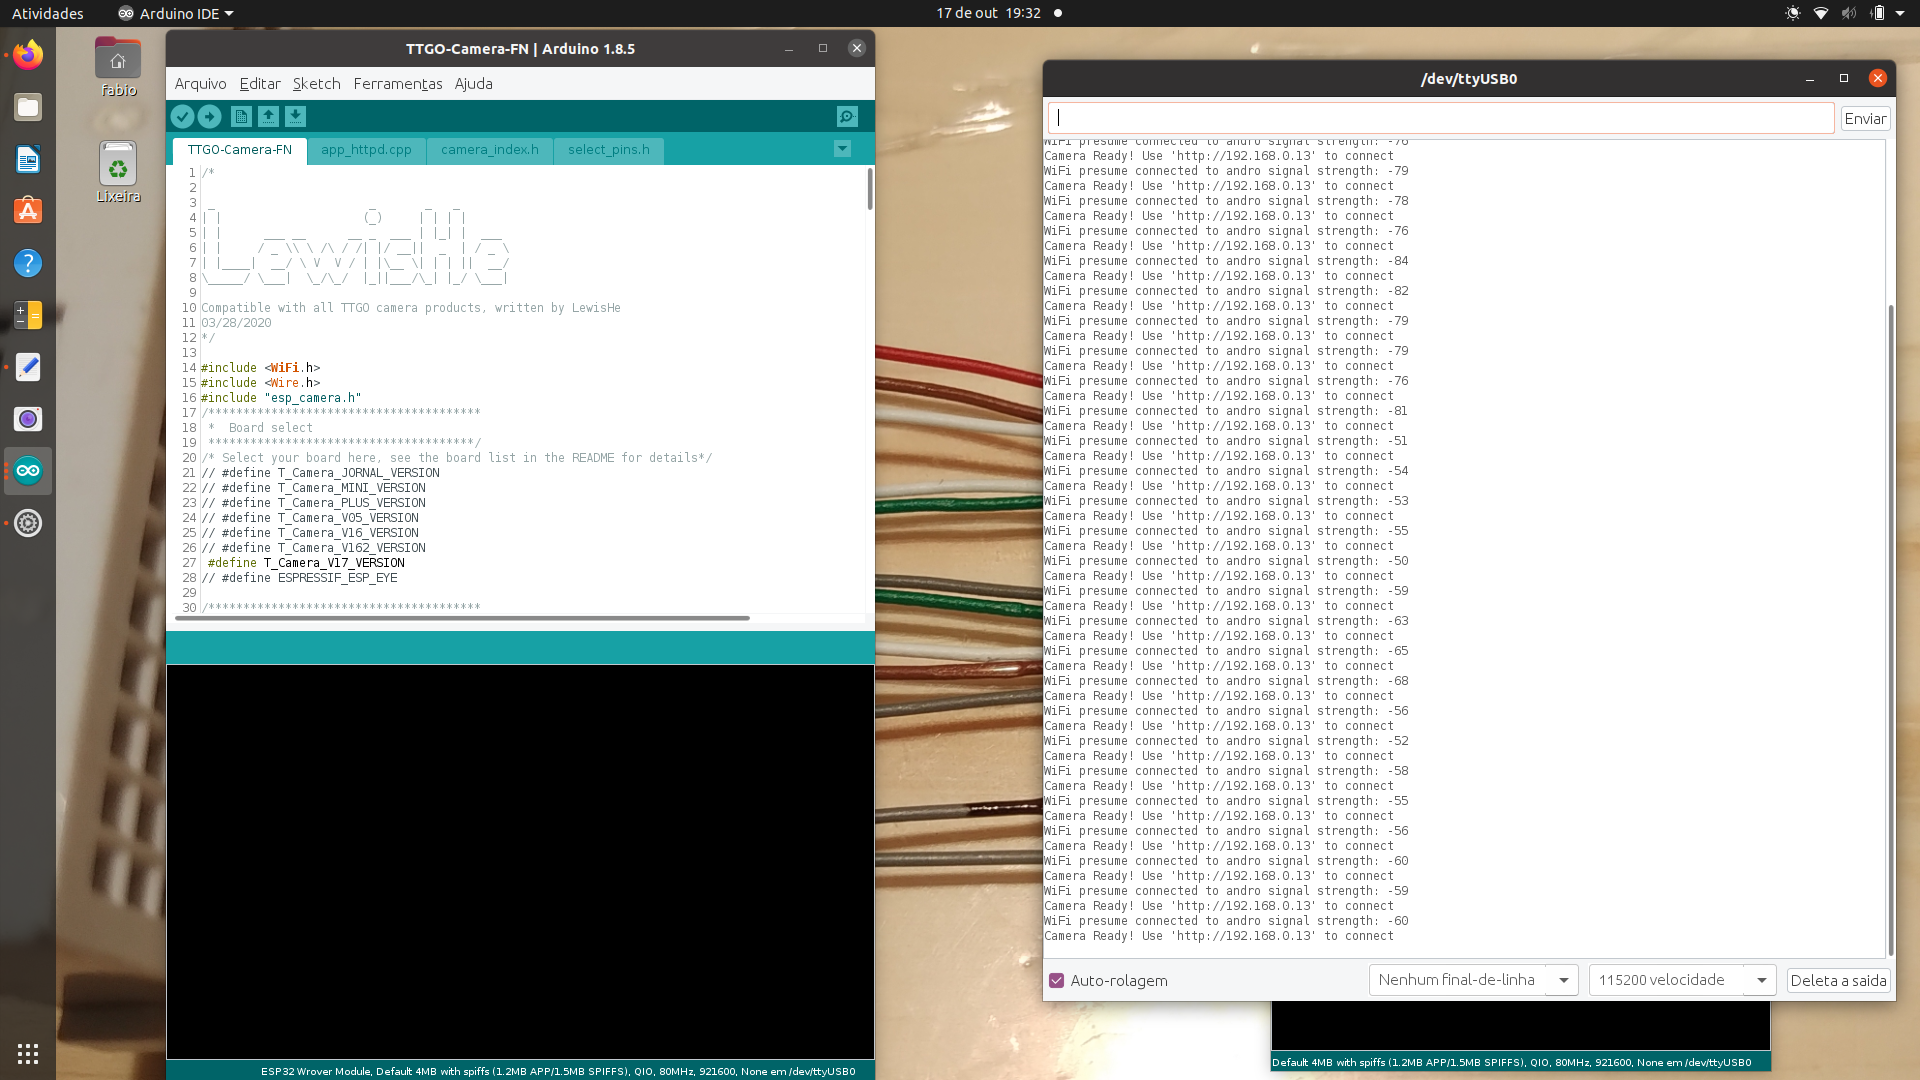 Atividades
Arduino IDE
17 de out 19:32
fabio
Lixeira
TTGO-Camera-FN | Arduino 1.8.5
Arquivo Editar Sketch Ferramentas Ajuda
TTGO-Camera-FN app_httpd.cpp camera_index.h select_pins.h
1 /*
2
3
4
5
6
7
8
9
10 Compatible with all TTGO camera products, written by LewisHe
11 03/28/2020
12 */
13
14 #include <WiFi.h>
15 #include <Wire.h>
16 #include "esp_camera.h"
17 /***************************************
18 * Board select
19 **************************************/
20 /* Select your board here, see the board list in the README for details*/
21 // #define T_Camera_JORNAL_VERSION
22 // #define T_Camera_MINI_VERSION
23 // #define T_Camera_PLUS_VERSION
24 // #define T_Camera_V05_VERSION
25 // #define T_Camera_V16_VERSION
26 // #define T_Camera_V162_VERSION
27 #define T_Camera_V17_VERSION
28 // #define ESPRESSIF_ESP_EYE
29
30 /***************************************
ESP32 Wrover Module, Default 4MB with spiffs (1.2MB APP/1.5MB SPIFFS), QIO, 80MHz, 921600, None em /dev/ttyUSB0
/dev/ttyUSB0
Enviar
WiFi presume connected to andro signal strength: -76
Camera Ready! Use 'http://192.168.0.13' to connect
WiFi presume connected to andro signal strength: -79
Camera Ready! Use 'http://192.168.0.13' to connect
WiFi presume connected to andro signal strength: -78
Camera Ready! Use 'http://192.168.0.13' to connect
WiFi presume connected to andro signal strength: -76
Camera Ready! Use 'http://192.168.0.13' to connect
WiFi presume connected to andro signal strength: -84
Camera Ready! Use 'http://192.168.0.13' to connect
WiFi presume connected to andro signal strength: -82
Camera Ready! Use 'http://192.168.0.13' to connect
WiFi presume connected to andro signal strength: -79
Camera Ready! Use 'http://192.168.0.13' to connect
WiFi presume connected to andro signal strength: -79
Camera Ready! Use 'http://192.168.0.13' to connect
WiFi presume connected to andro signal strength: -76
Camera Ready! Use 'http://192.168.0.13' to connect
WiFi presume connected to andro signal strength: -81
Camera Ready! Use 'http://192.168.0.13' to connect
WiFi presume connected to andro signal strength: -51
Camera Ready! Use 'http://192.168.0.13' to connect
WiFi presume connected to andro signal strength: -54
Camera Ready! Use 'http://192.168.0.13' to connect
WiFi presume connected to andro signal strength: -53
Camera Ready! Use 'http://192.168.0.13' to connect
WiFi presume connected to andro signal strength: -55
Camera Ready! Use 'http://192.168.0.13' to connect
WiFi presume connected to andro signal strength: -50
Camera Ready! Use 'http://192.168.0.13' to connect
WiFi presume connected to andro signal strength: -59
Camera Ready! Use 'http://192.168.0.13' to connect
WiFi presume connected to andro signal strength: -63
Camera Ready! Use 'http://192.168.0.13' to connect
WiFi presume connected to andro signal strength: -65
Camera Ready! Use 'http://192.168.0.13' to connect
WiFi presume connected to andro signal strength: -68
Camera Ready! Use 'http://192.168.0.13' to connect
WiFi presume connected to andro signal strength: -56
Camera Ready! Use 'http://192.168.0.13' to connect
WiFi presume connected to andro signal strength: -52
Camera Ready! Use 'http://192.168.0.13' to connect
WiFi presume connected to andro signal strength: -58
Camera Ready! Use 'http://192.168.0.13' to connect
WiFi presume connected to andro signal strength: -55
Camera Ready! Use 'http://192.168.0.13' to connect
WiFi presume connected to andro signal strength: -56
Camera Ready! Use 'http://192.168.0.13' to connect
WiFi presume connected to andro signal strength: -60
Camera Ready! Use 'http://192.168.0.13' to connect
WiFi presume connected to andro signal strength: -59
Camera Ready! Use 'http://192.168.0.13' to connect
WiFi presume connected to andro signal strength: -60
Camera Ready! Use 'http://192.168.0.13' to connect
Auto-rolagem Nenhum final-de-linha 115200 velocidade Deleta a saida
Default 4MB with spiffs (1.2MB APP/1.5MB SPIFFS), QIO, 80MHz, 921600, None em /dev/ttyUSB0